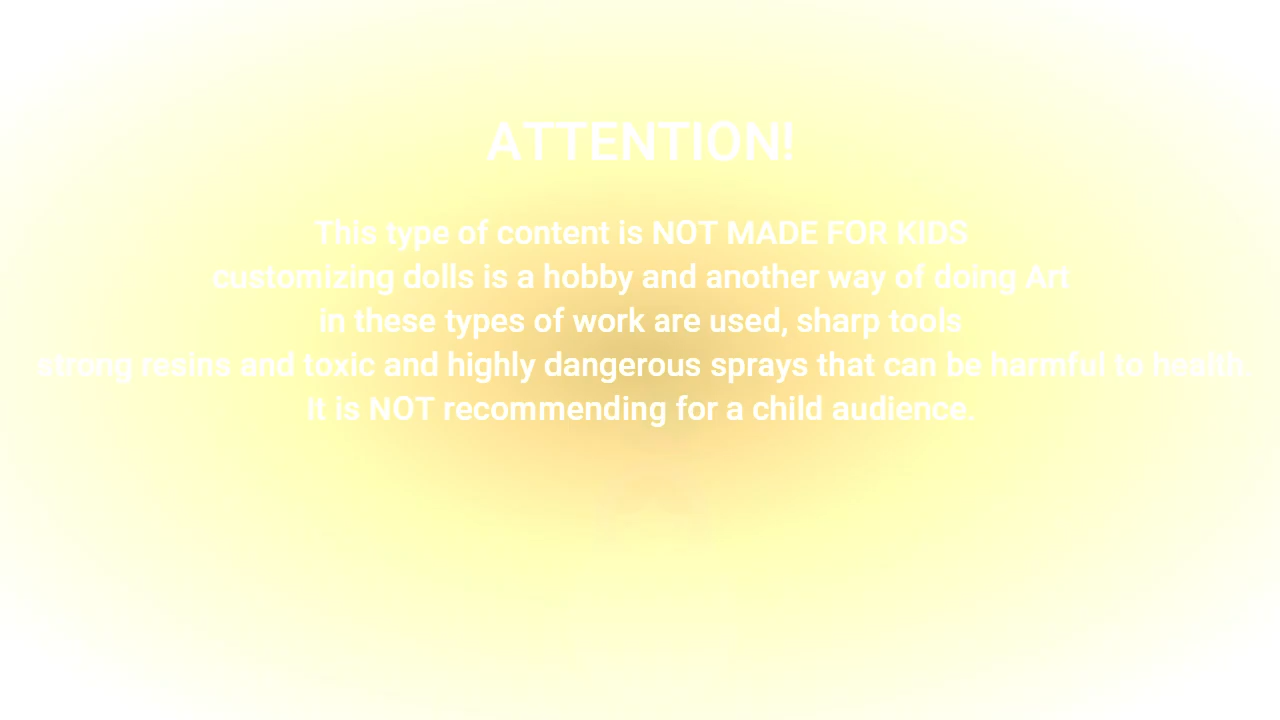 ATTENTION!
This type of content is NOT MADE FOR KIDS
customizing dolls is a hobby and another way of doing Art
in these types of work are used, sharp tools
strong resins and toxic and highly dangerous sprays that can be harmful to health.
It is NOT recommending for a child audience.